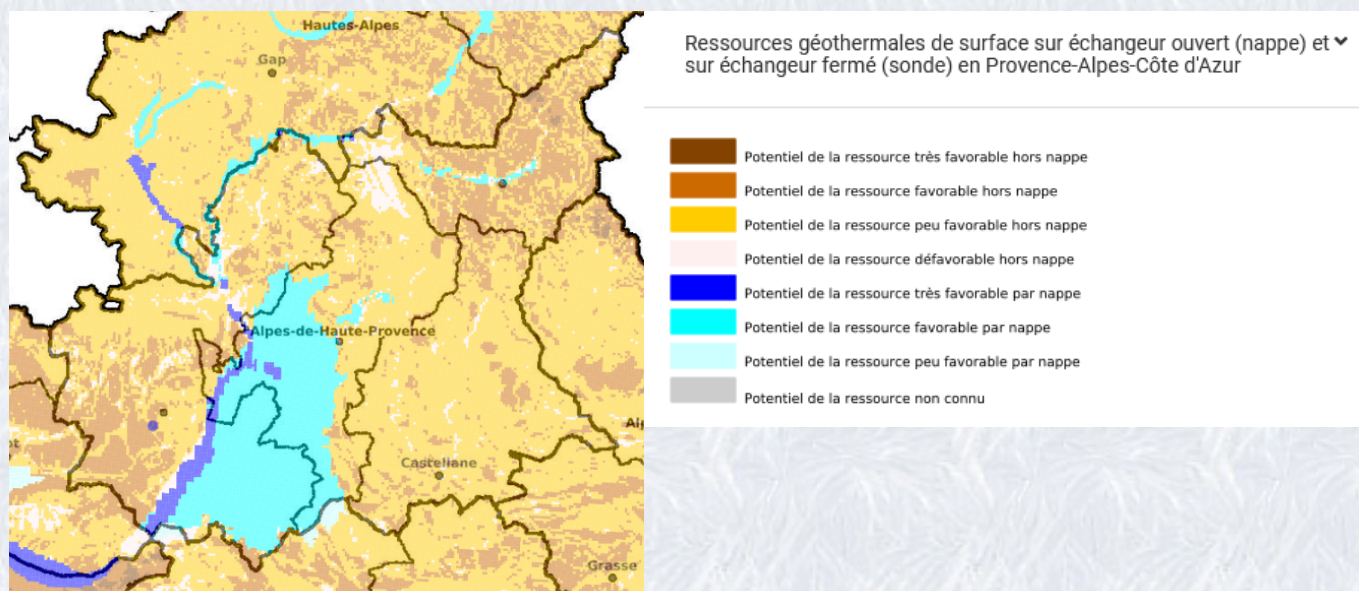 Hautes-Alpes
Gap
Alpes-de-Haute-Provence
Castellane
Grasse
Ressources géothermales de surface sur échangeur ouvert (nappe) et
sur échangeur fermé (sonde) en Provence-Alpes-Côte d'Azur
Potentiel de la ressource très favorable hors nappe
Potentiel de la ressource favorable hors nappe
Potentiel de la ressource peu favorable hors nappe
Potentiel de la ressource défavorable hors nappe
Potentiel de la ressource très favorable par nappe
Potentiel de la ressource favorable par nappe
Potentiel de la ressource peu favorable par nappe
Potentiel de la ressource non connu